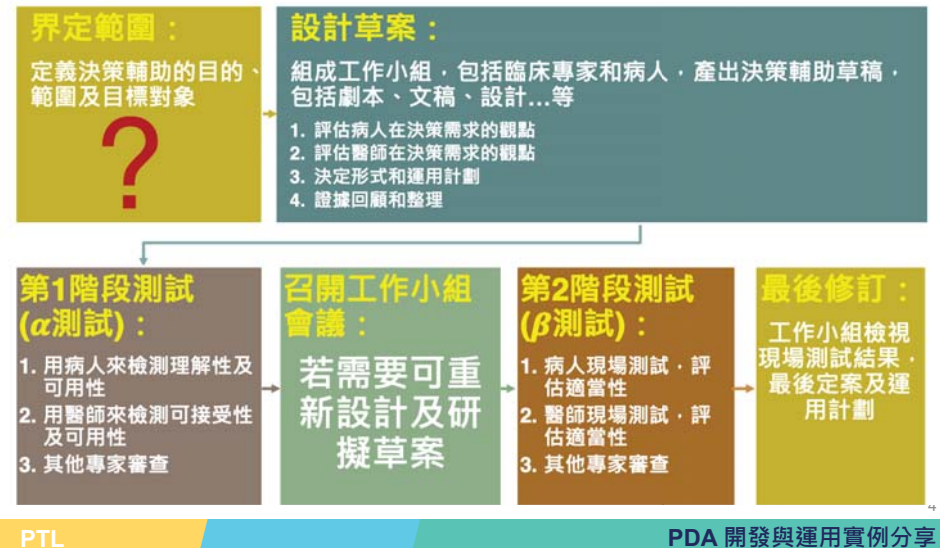 界定範圍：
定義決策輔助的目的、
範圍及目標對象
?
設計草案：
組成工作小組，包括臨床專家和病人，產出決策輔助草稿，
包括劇本、文稿、設計...等
1. 評估病人在決策需求的觀點
2. 評估醫師在決策需求的觀點
3. 決定形式和運用計劃
4. 證據回顧和整理
第1階段測試
(α測試)：
1. 用病人來檢測理解性及
可用性
2. 用醫師來檢測可接受性
及可用性
3. 其他專家審查
召開工作小組
會議：
若需要可重
新設計及研
擬草案
第2階段測試
(β測試)：
1. 病人現場測試，評
估適當性
2. 醫師現場測試，評
估適當性
3. 其他專家審查
最後修訂：
工作小組檢視
現場測試結果，
最後定案及運
用計劃
4
PTL
PDA 開發與運用實例分享